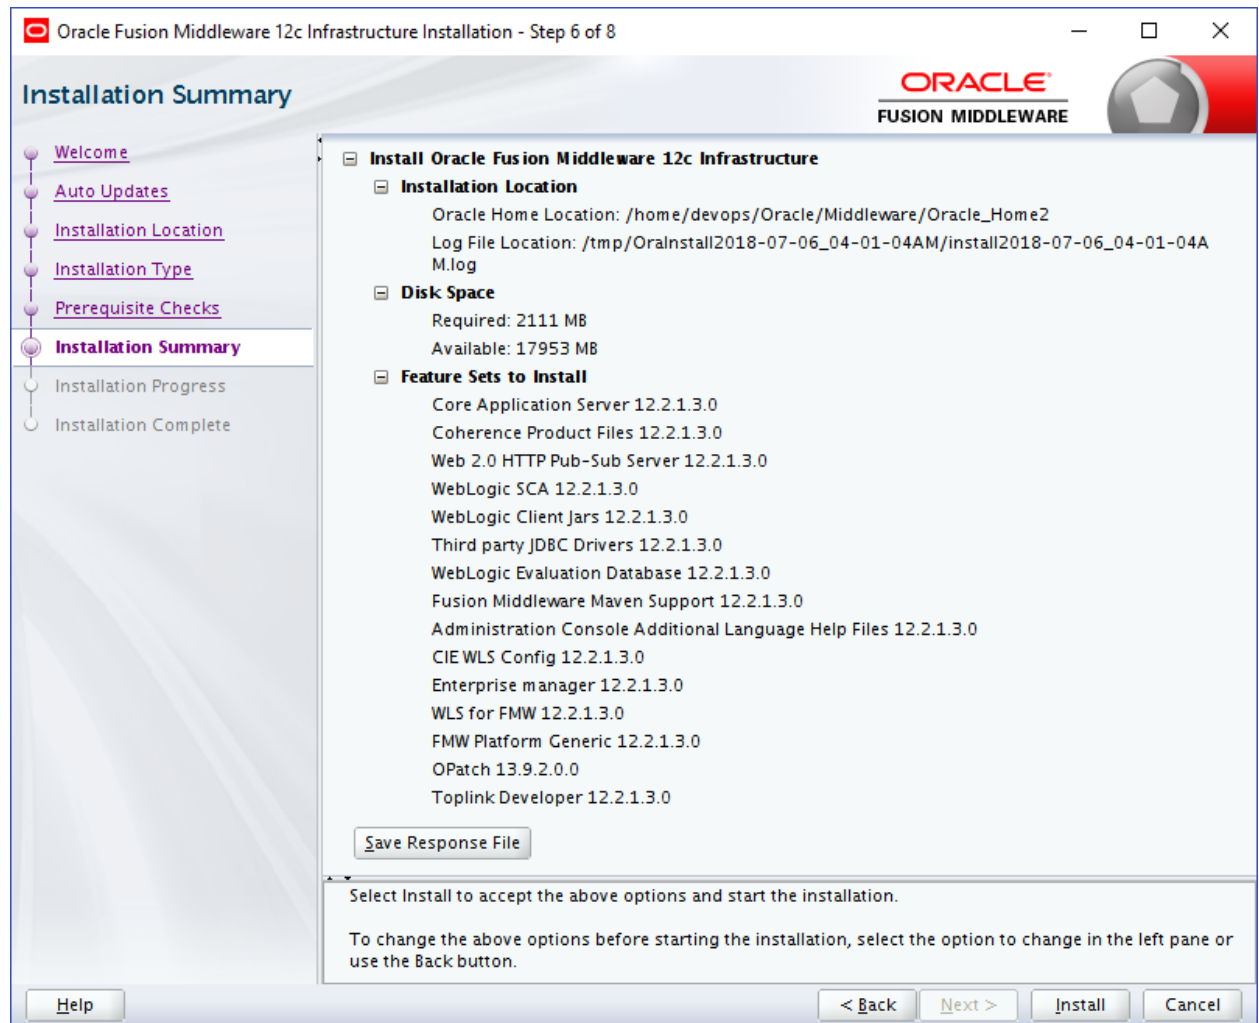 Oracle Fusion Middleware 12c Infrastructure Installation - Step 6 of 8
Installation Summary
ORACLE
FUSION MIDDLEWARE
Welcome
Auto Updates
Installation Location
Installation Type
Prerequisite Checks
Installation Summary
Installation Progress
Installation Complete
Install Oracle Fusion Middleware 12c Infrastructure
Installation Location
Oracle Home Location: /home/devops/Oracle/Middleware/Oracle_Home2
Log File Location: /tmp/OraInstall2018-07-06_04-01-04AM/install2018-07-06_04-01-04A
M.log
Disk Space
Required: 2111 MB
Available: 17953 MB
Feature Sets to Install
Core Application Server 12.2.1.3.0
Coherence Product Files 12.2.1.3.0
Web 2.0 HTTP Pub-Sub Server 12.2.1.3.0
WebLogic SCA 12.2.1.3.0
WebLogic Client Jars 12.2.1.3.0
Third party JDBC Drivers 12.2.1.3.0
WebLogic Evaluation Database 12.2.1.3.0
Fusion Middleware Maven Support 12.2.1.3.0
Administration Console Additional Language Help Files 12.2.1.3.0
CIE WLS Config 12.2.1.3.0
Enterprise manager 12.2.1.3.0
WLS for FMW 12.2.1.3.0
FMW Platform Generic 12.2.1.3.0
OPatch 13.9.2.0.0
Toplink Developer 12.2.1.3.0
Save Response File
Select Install to accept the above options and start the installation.
To change the above options before starting the installation, select the option to change in the left pane or
use the Back button.
Help
< Back
Next >
Install
Cancel